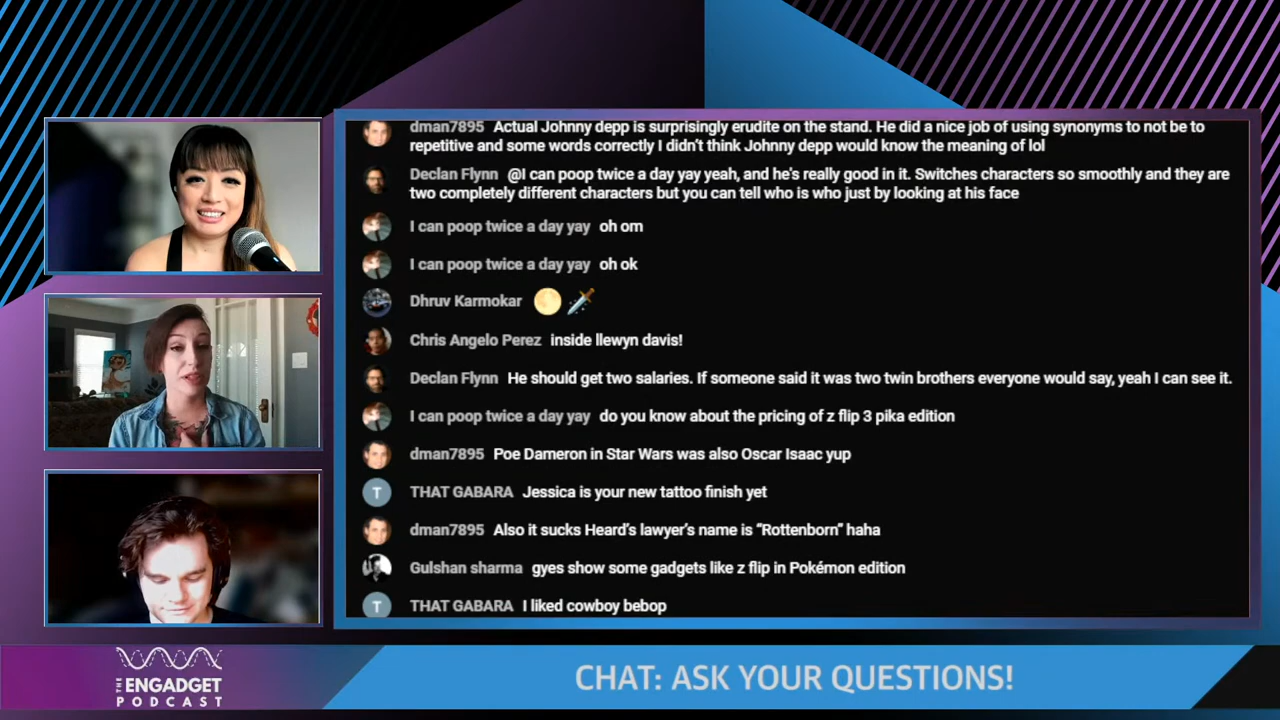 dman7895 Actual Johnny depp is surprisingly erudite on the stand. He did a nice job of using synonyms to not be to
repetitive and some words correctly I didn't think Johnny depp would know the meaning of lol
Declan Flynn @I can poop twice a day yay yeah, and he's really good in it. Switches characters so smoothly and they are
two completely different characters but you can tell who is who just by looking at his face
I can poop twice a day yay oh om
I can poop twice a day yay oh ok
Dhruv Karmokar 🌕🗡️
Chris Angelo Perez inside llewyn davis!
Declan Flynn He should get two salaries. If someone said it was two twin brothers everyone would say, yeah I can see it.
I can poop twice a day yay do you know about the pricing of z flip 3 pika edition
dman7895 Poe Dameron in Star Wars was also Oscar Isaac yup
T THAT GABARA Jessica is your new tattoo finish yet
dman7895 Also it sucks Heard's lawyer's name is “Rottenborn” haha
Gulshan sharma gyes show some gadgets like z flip in Pokémon edition
T THAT GABARA I liked cowboy bebop
THE ENGADGET
PODCAST
CHAT: ASK YOUR QUESTIONS!